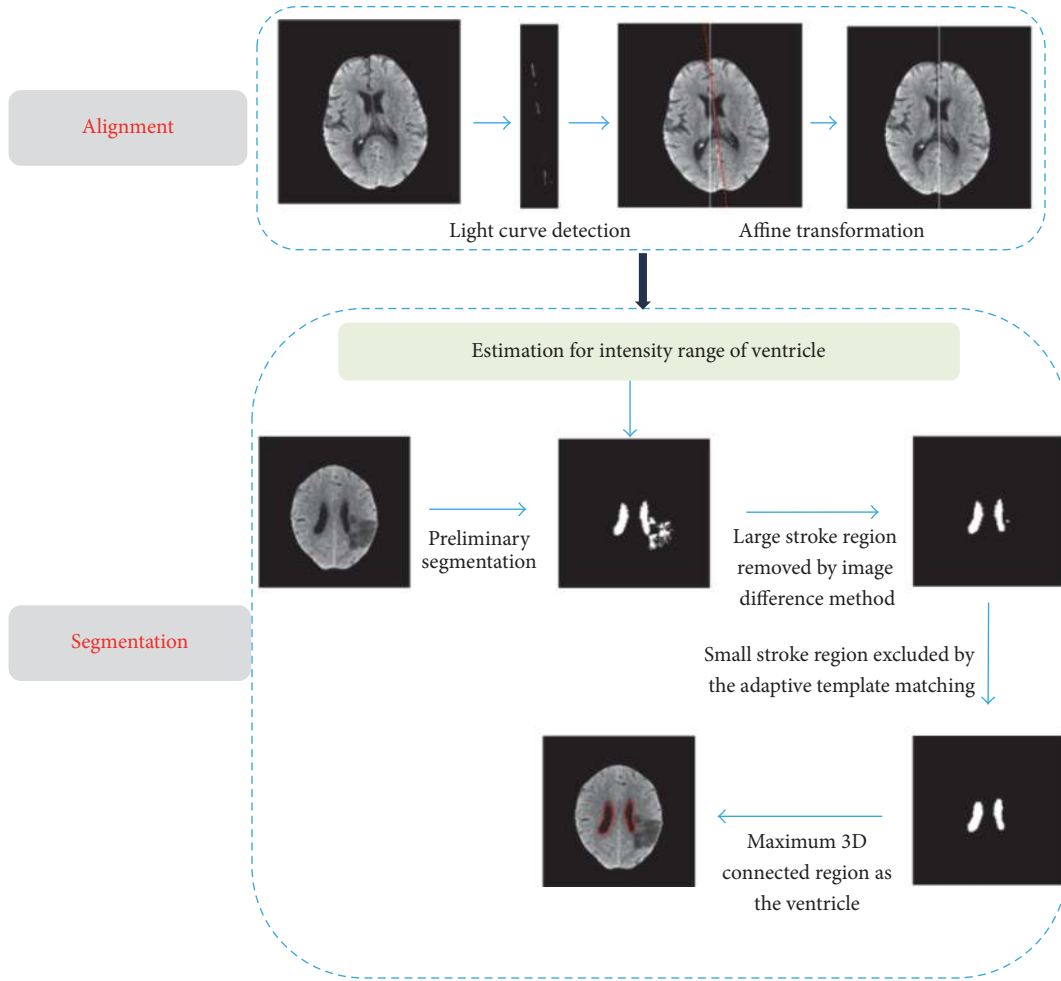 Alignment
Light curve detection
Affine transformation
Estimation for intensity range of ventricle
Preliminary
segmentation
Large stroke region
removed by image
difference method
Segmentation
Small stroke region excluded by
the adaptive template matching
Maximum 3D
connected region as
the ventricle